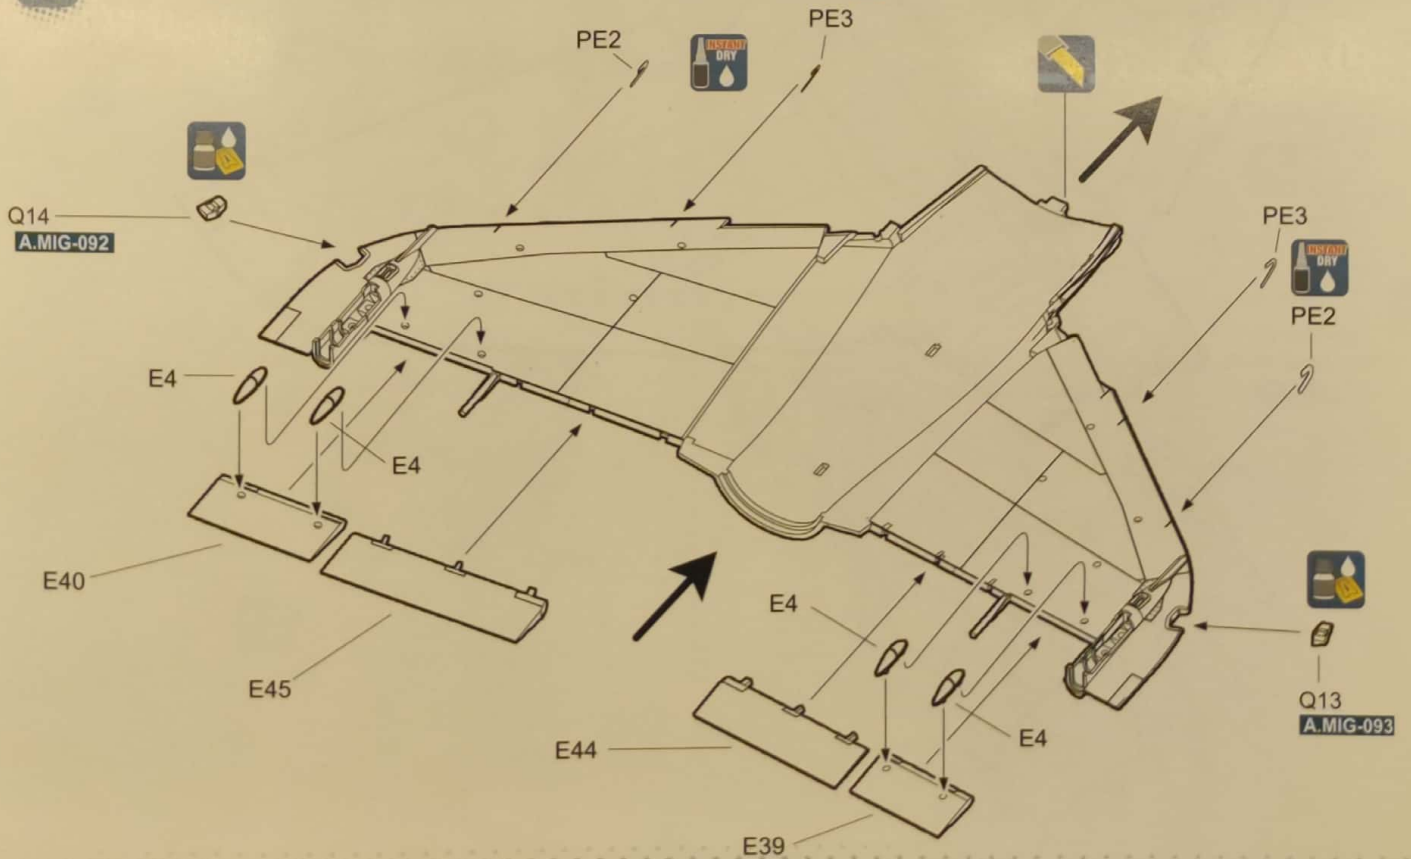 PE2
INSTANT
DRY
PE3
Q14
A.MIG-092
PE3
INSTANT
DRY
PE2
E4
E4
E40
E45
E4
E4
Q13
A.MIG-093
E44
E39